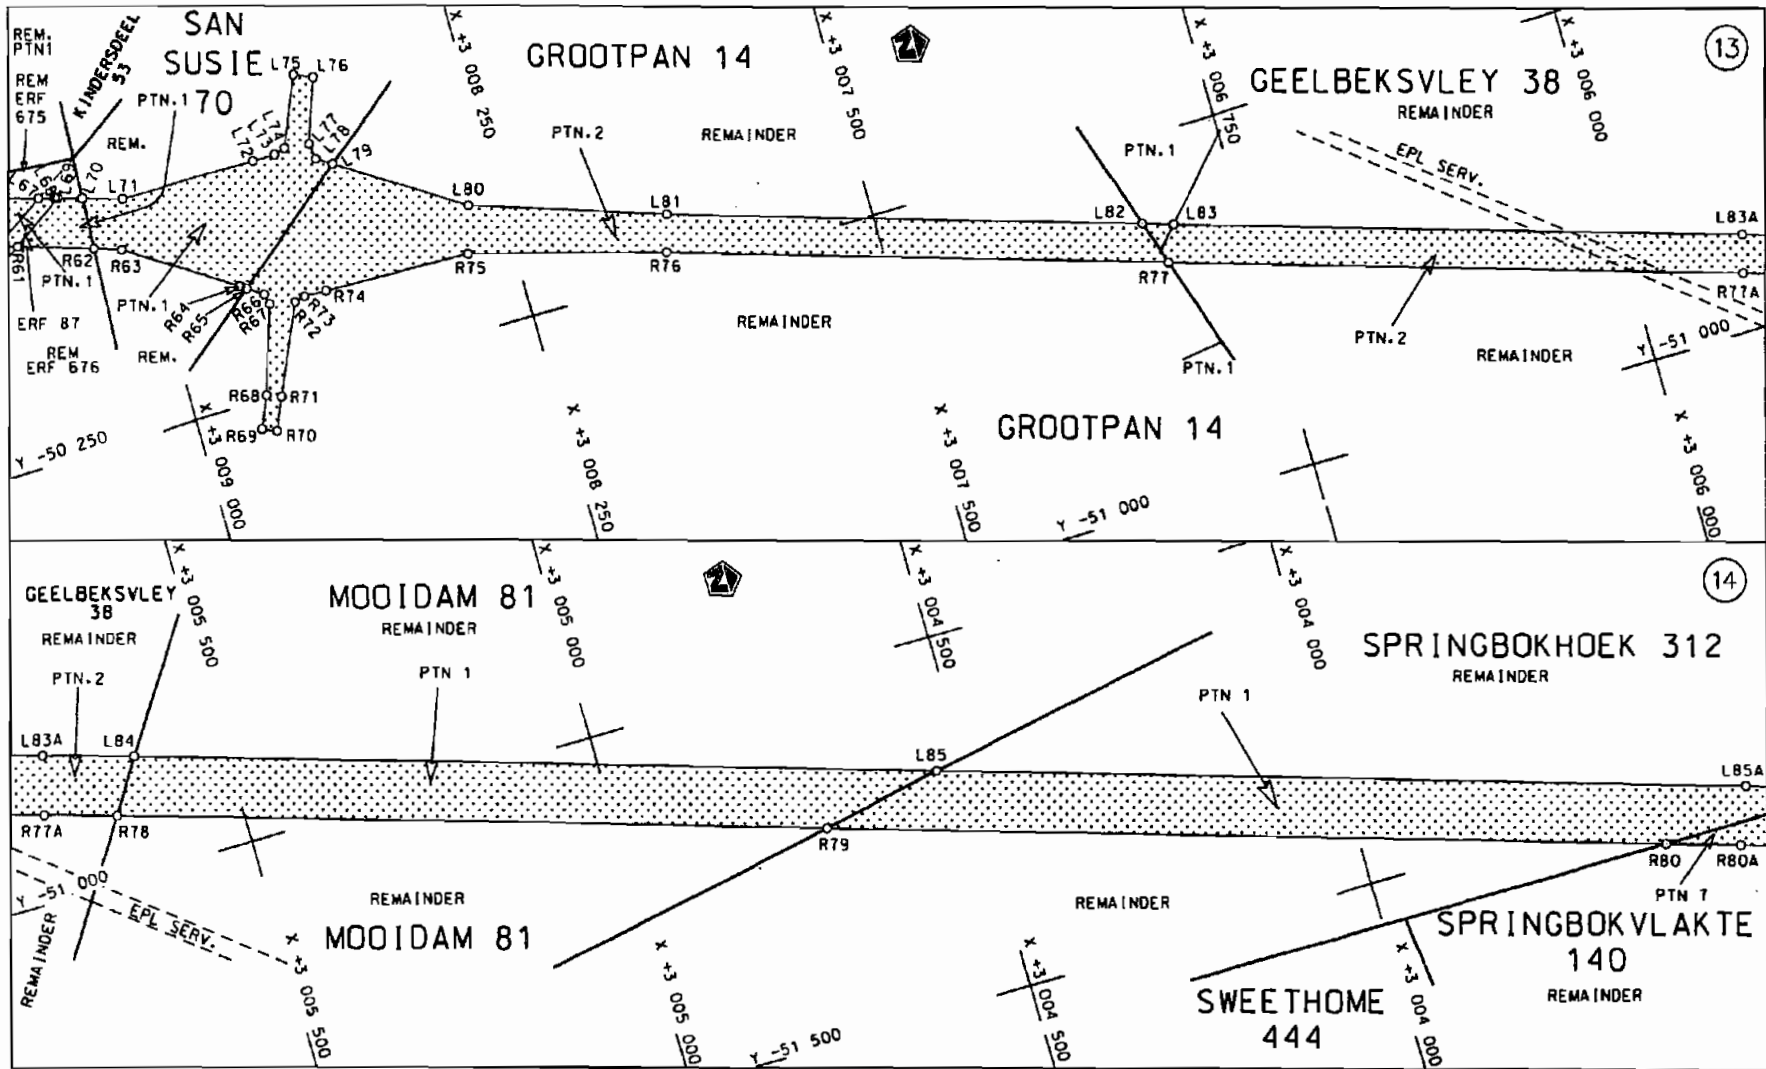 REM.
PTN1
REM
ERF
675
KINDERSDEEL
53
SAN
SUSIE
70
PTN.1
REM.
L67
L68
L69
L70
L71
L72
L73
L74
L75
L76
L77
L78
L79
X +3 008 250
GROOTPAN 14
PTN.2
REMAINDER
X +3 007 500
L80
L81
PTN.1
X +3 006 750
GEELBEKSVLEY 38
REMAINDER
EPL SERV.
X +3 006 000
13
L82
L83
L83A
R61
R62
R63
PTN.1
ERF 87
REM
ERF 676
PTN.1
REM.
R64
R65
R66
R67
R68
R69
R70
R71
R72
R73
R74
R75
R76
R77
R77A
REMAINDER
PTN.1
PTN.2
REMAINDER
Y -51 000
GROOTPAN 14
Y -50 250
X +3 009 000
X +3 008 250
X +3 007 500
Y -51 000
X +3 006 000
GEELBEKSVLEY
38
REMAINDER
PTN.2
X +3 005 500
MOOIDAM 81
REMAINDER
PTN 1
X +3 005 000
X +3 004 500
X +3 004 000
14
SPRINGBOKHOEK 312
REMAINDER
PTN 1
L83A
L84
L85
L85A
R77A
R78
R79
R80
R80A
PTN 7
Y -51 000
REMAINDER
EPL SERV.
REMAINDER
MOOIDAM 81
X +3 005 500
X +3 005 000
Y -51 500
X +3 004 500
REMAINDER
SPRINGBOKVLAKTE
140
REMAINDER
X +3 004 000
SWEETHOME
444